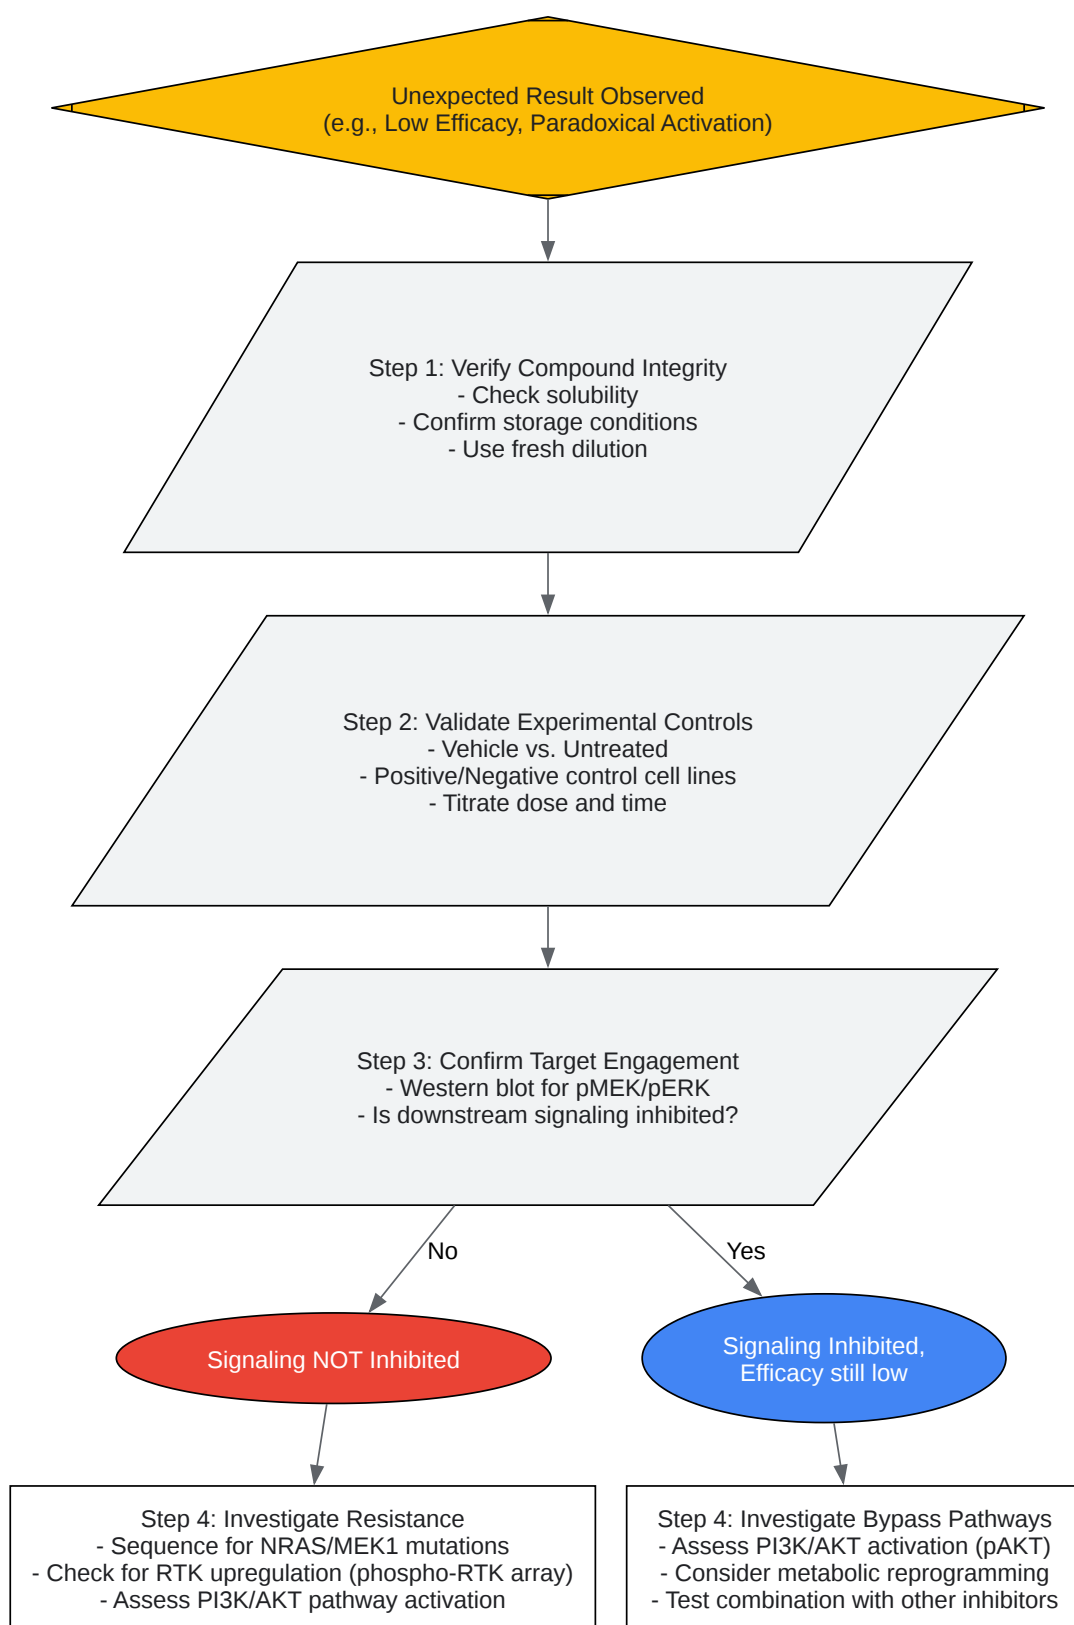 Unexpected Result Observed
(e.g., Low Efficacy, Paradoxical Activation)
Step 1: Verify Compound Integrity
- Check solubility
- Confirm storage conditions
- Use fresh dilution
Step 2: Validate Experimental Controls
- Vehicle vs. Untreated
- Positive/Negative control cell lines
- Titrate dose and time
Step 3: Confirm Target Engagement
- Western blot for pMEK/pERK
- Is downstream signaling inhibited?
No
Yes
Signaling NOT Inhibited
Signaling Inhibited,
Efficacy still low
Step 4: Investigate Resistance
- Sequence for NRAS/MEK1 mutations
- Check for RTK upregulation (phospho-RTK array)
- Assess PI3K/AKT pathway activation
Step 4: Investigate Bypass Pathways
- Assess PI3K/AKT activation (pAKT)
- Consider metabolic reprogramming
- Test combination with other inhibitors